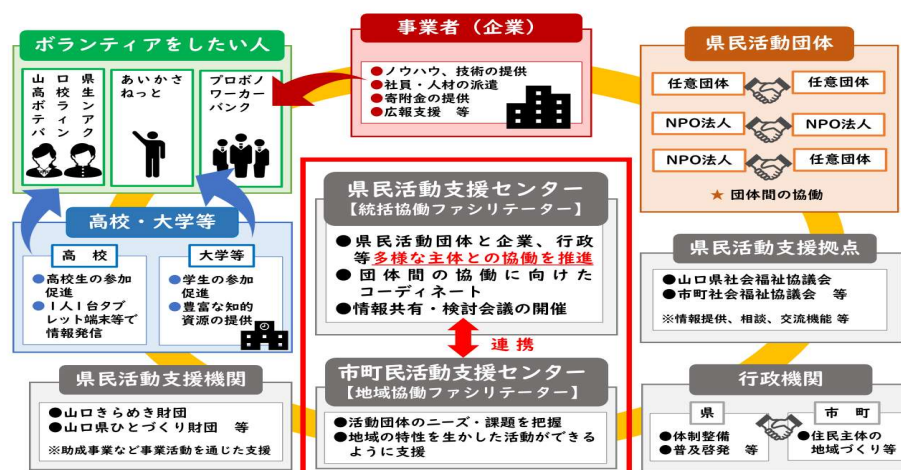 事業者（企業）
●ノウハウ、技術の提供
●社員・人材の派遣
●寄附金の提供
●広報支援　等
ボランティアをしたい人
山口県
高校生
ボランティア
バンク
あいかさ
ねっと
プロボノ
ワーカー
バンク
県民活動団体
任意団体
任意団体
NPO法人
NPO法人
NPO法人
任意団体
★ 団体間の協働
高校・大学等
高 校
●高校生の参加
促進
●１人１台タブ
レット端末等で
情報発信
大学等
●学生の参加
促進
●豊富な知的
資源の提供
県民活動支援センター
【統括協働ファシリテーター】
●県民活動団体と企業、行政
等多様な主体との協働を推進
●団体間の協働に向けた
コーディネート
●情報共有・検討会議の開催
連携
市町民活動支援センター
【地域協働ファシリテーター】
●活動団体のニーズ・課題を把握
●地域の特性を生かした活動ができる
ように支援
県民活動支援拠点
●山口県社会福祉協議会
●市町社会福祉協議会　等
※情報提供、相談、交流機能 等
県民活動支援機関
●山口きらめき財団
●山口県ひとづくり財団　等
※助成事業など事業活動を通じた支援
行政機関
県
●体制整備
●普及啓発　等
市 町
●住民主体の
地域づくり等